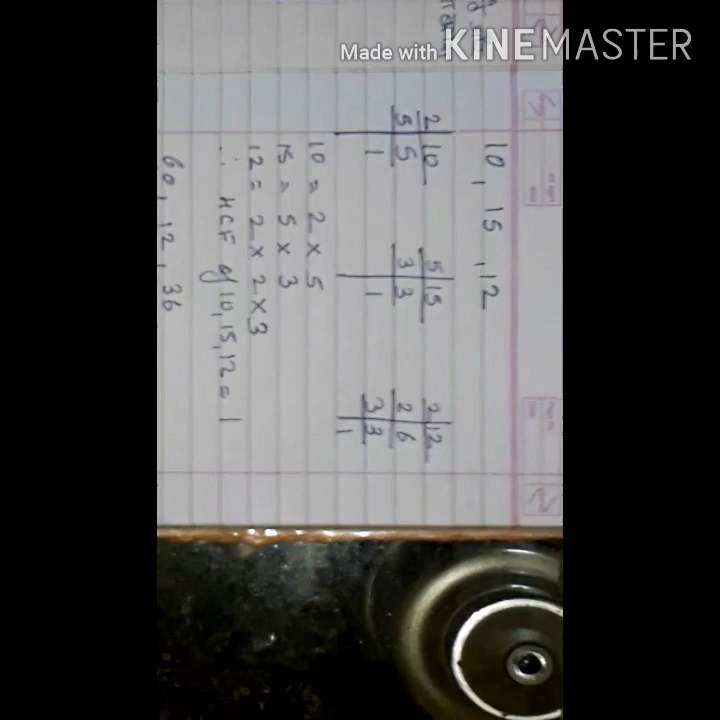 Made with KINEMASTER
10, 15, 12
2 | 10   5 | 15   2 | 12
5 | 5   3 | 3   2 | 6
1   1   3 | 3
1
10 = 2 × 5
15 = 5 × 3
12 = 2 × 2 × 3
∴ HCF of 10, 15, 12 = 1
60, 12, 36